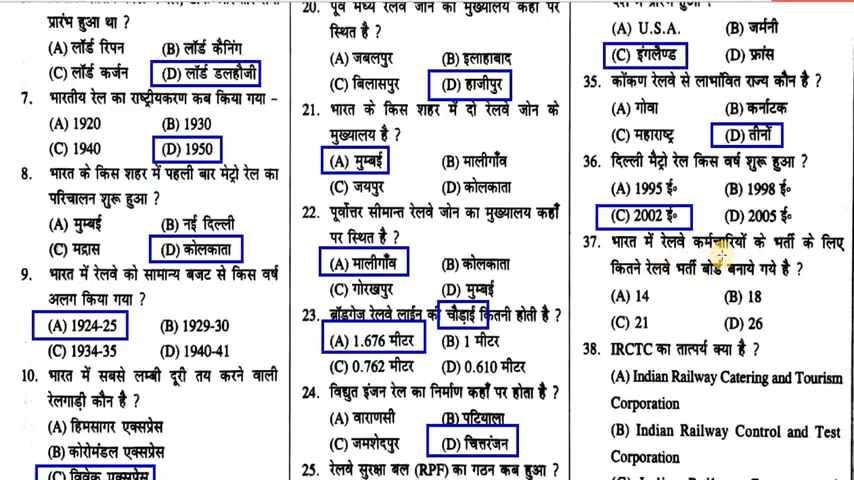 प्रारंभ हुआ था ?
(A) लॉर्ड रिपन (B) लॉर्ड कैनिंग
(C) लॉर्ड कर्जन (D) लॉर्ड डलहौजी
7. भारतीय रेल का राष्ट्रीयकरण कब किया गया -
(A) 1920 (B) 1930
(C) 1940 (D) 1950
8. भारत के किस शहर में पहली बार मेट्रो रेल का
परिचालन शुरू हुआ ?
(A) मुम्बई (B) नई दिल्ली
(C) मद्रास (D) कोलकाता
9. भारत में रेलवे को सामान्य बजट से किस वर्ष
अलग किया गया ?
(A) 1924-25 (B) 1929-30
(C) 1934-35 (D) 1940-41
10. भारत में सबसे लम्बी दूरी तय करने वाली
रेलगाड़ी कौन है ?
(A) हिमसागर एक्सप्रेस
(B) कोरोमंडल एक्सप्रेस
(C) विवेक एक्सप्रेस
20. पूर्व मध्य रेलवे जोन का मुख्यालय कहाँ पर
स्थित है ?
(A) जबलपुर (B) इलाहाबाद
(C) बिलासपुर (D) हाजीपुर
21. भारत के किस शहर में दो रेलवे जोन के
मुख्यालय है ?
(A) मुम्बई (B) मालीगाँव
(C) जयपुर (D) कोलकाता
22. पूर्वोत्तर सीमान्त रेलवे जोन का मुख्यालय कहाँ
पर स्थित है ?
(A) मालीगाँव (B) कोलकाता
(C) गोरखपुर (D) मुम्बई
23. ब्रॉडगेज रेलवे लाईन की चौड़ाई कितनी होती है ?
(A) 1.676 मीटर (B) 1 मीटर
(C) 0.762 मीटर (D) 0.610 मीटर
24. विद्युत इंजन रेल का निर्माण कहाँ पर होता है ?
(A) वाराणसी (B) पटियाला
(C) जमशेदपुर (D) चित्तरंजन
25. रेलवे सुरक्षा बल (RPF) का गठन कब हुआ ?
(A) U.S.A. (B) जर्मनी
(C) इंगलैण्ड (D) फ्रांस
35. कोंकण रेलवे से लाभांवित राज्य कौन है ?
(A) गोवा (B) कर्नाटक
(C) महाराष्ट्र (D) तीनों
36. दिल्ली मैट्रो रेल किस वर्ष शुरू हुआ ?
(A) 1995 ई॰ (B) 1998 ई॰
(C) 2002 ई॰ (D) 2005 ई॰
37. भारत में रेलवे कर्मचारियों के भर्ती के लिए
कितने रेलवे भर्ती बोर्ड बनाये गये है ?
(A) 14 (B) 18
(C) 21 (D) 26
38. IRCTC का तात्पर्य क्या है ?
(A) Indian Railway Catering and Tourism
Corporation
(B) Indian Railway Control and Test
Corporation